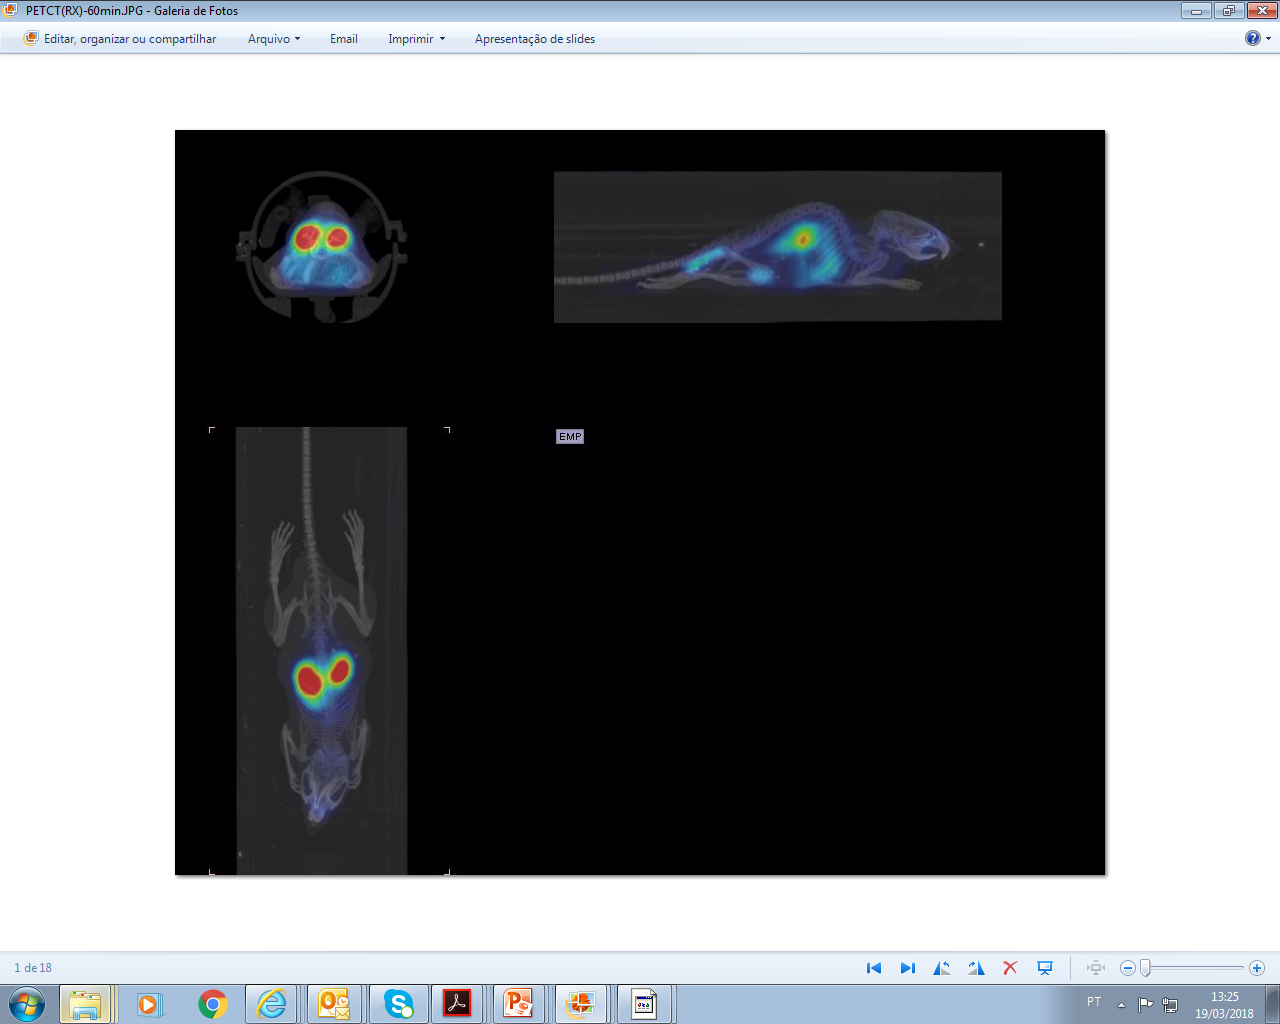 PETCT(RX)-60min.JPG - Galeria de Fotos
Editar, organizar ou compartilhar Arquivo Email Imprimir Apresentação de slides
EMP
1 de 18
PT
13:25
19/03/2018